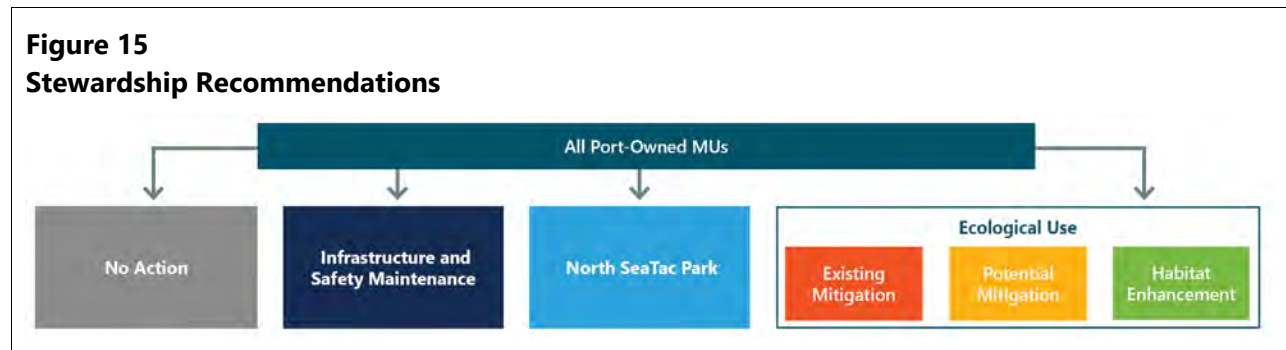 Figure 15
Stewardship Recommendations
All Port-Owned MUs
No Action
Infrastructure and
Safety Maintenance
North SeaTac Park
Ecological Use
Existing
Mitigation
Potential
Mitigation
Habitat
Enhancement